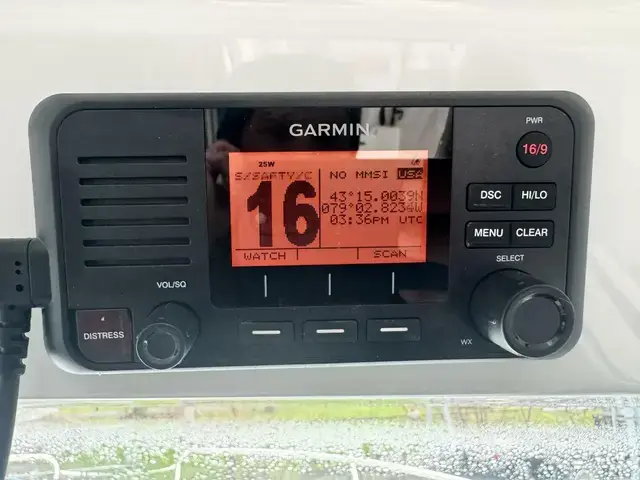 GARMIN
PWR
16/9
25W
S/SAFTY/C NO MMSI USA
16
43°15.0039N
079°02.8234W
03:36PM UTC
WATCH SCAN
DSC HI/LO
MENU CLEAR
SELECT
VOL/SQ
DISTRESS
WX